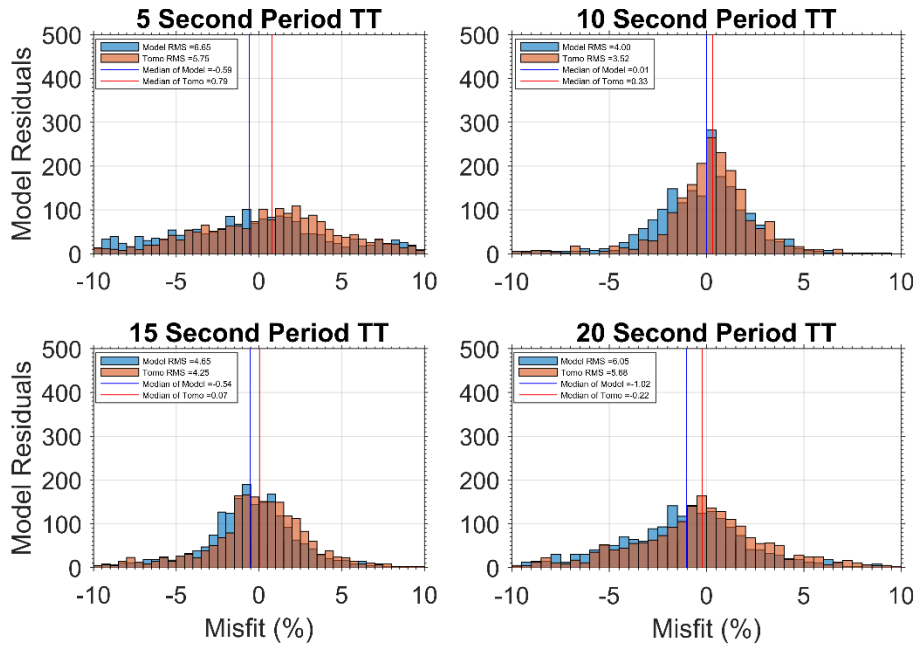 5 Second Period TT
500
400
300
200
100
0
Model Residuals
Model RMS =6.65
Tomo RMS =5.75
Median of Model=-0.59
Median of Tomo =0.79
-10 -5 0 5 10
10 Second Period TT
500
400
300
200
100
0
Model RMS =4.00
Tomo RMS =3.52
Median of Model=0.01
Median of Tomo =0.33
-10 -5 0 5 10
15 Second Period TT
500
400
300
200
100
0
Model Residuals
Model RMS =4.65
Tomo RMS =4.25
Median of Model=-0.54
Median of Tomo =0.07
-10 -5 0 5 10
Misfit (%)
20 Second Period TT
500
400
300
200
100
0
Model RMS =6.05
Tomo RMS =5.68
Median of Model=-1.02
Median of Tomo =-0.22
-10 -5 0 5 10
Misfit (%)